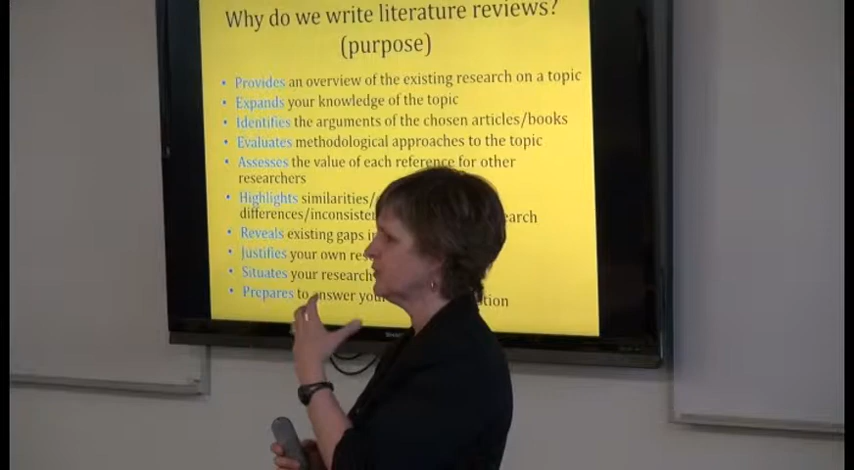 Why do we write literature reviews?
(purpose)
• Provides an overview of the existing research on a topic
• Expands your knowledge of the topic
• Identifies the arguments of the chosen articles/books
• Evaluates methodological approaches to the topic
• Assesses the value of each reference for other
researchers
• Highlights similarities/
differences/inconsisten earch
• Reveals existing gaps
• Justifies your own res
• Situates your research
• Prepares to answer tion